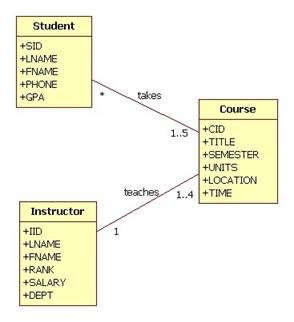 Student
+SID
+LNAME
+FNAME
+PHONE
+GPA
*
takes
1..5
Course
+CID
+TITLE
+SEMESTER
+UNITS
+LOCATION
+TIME
teaches
1..4
1
Instructor
+IID
+LNAME
+FNAME
+RANK
+SALARY
+DEPT